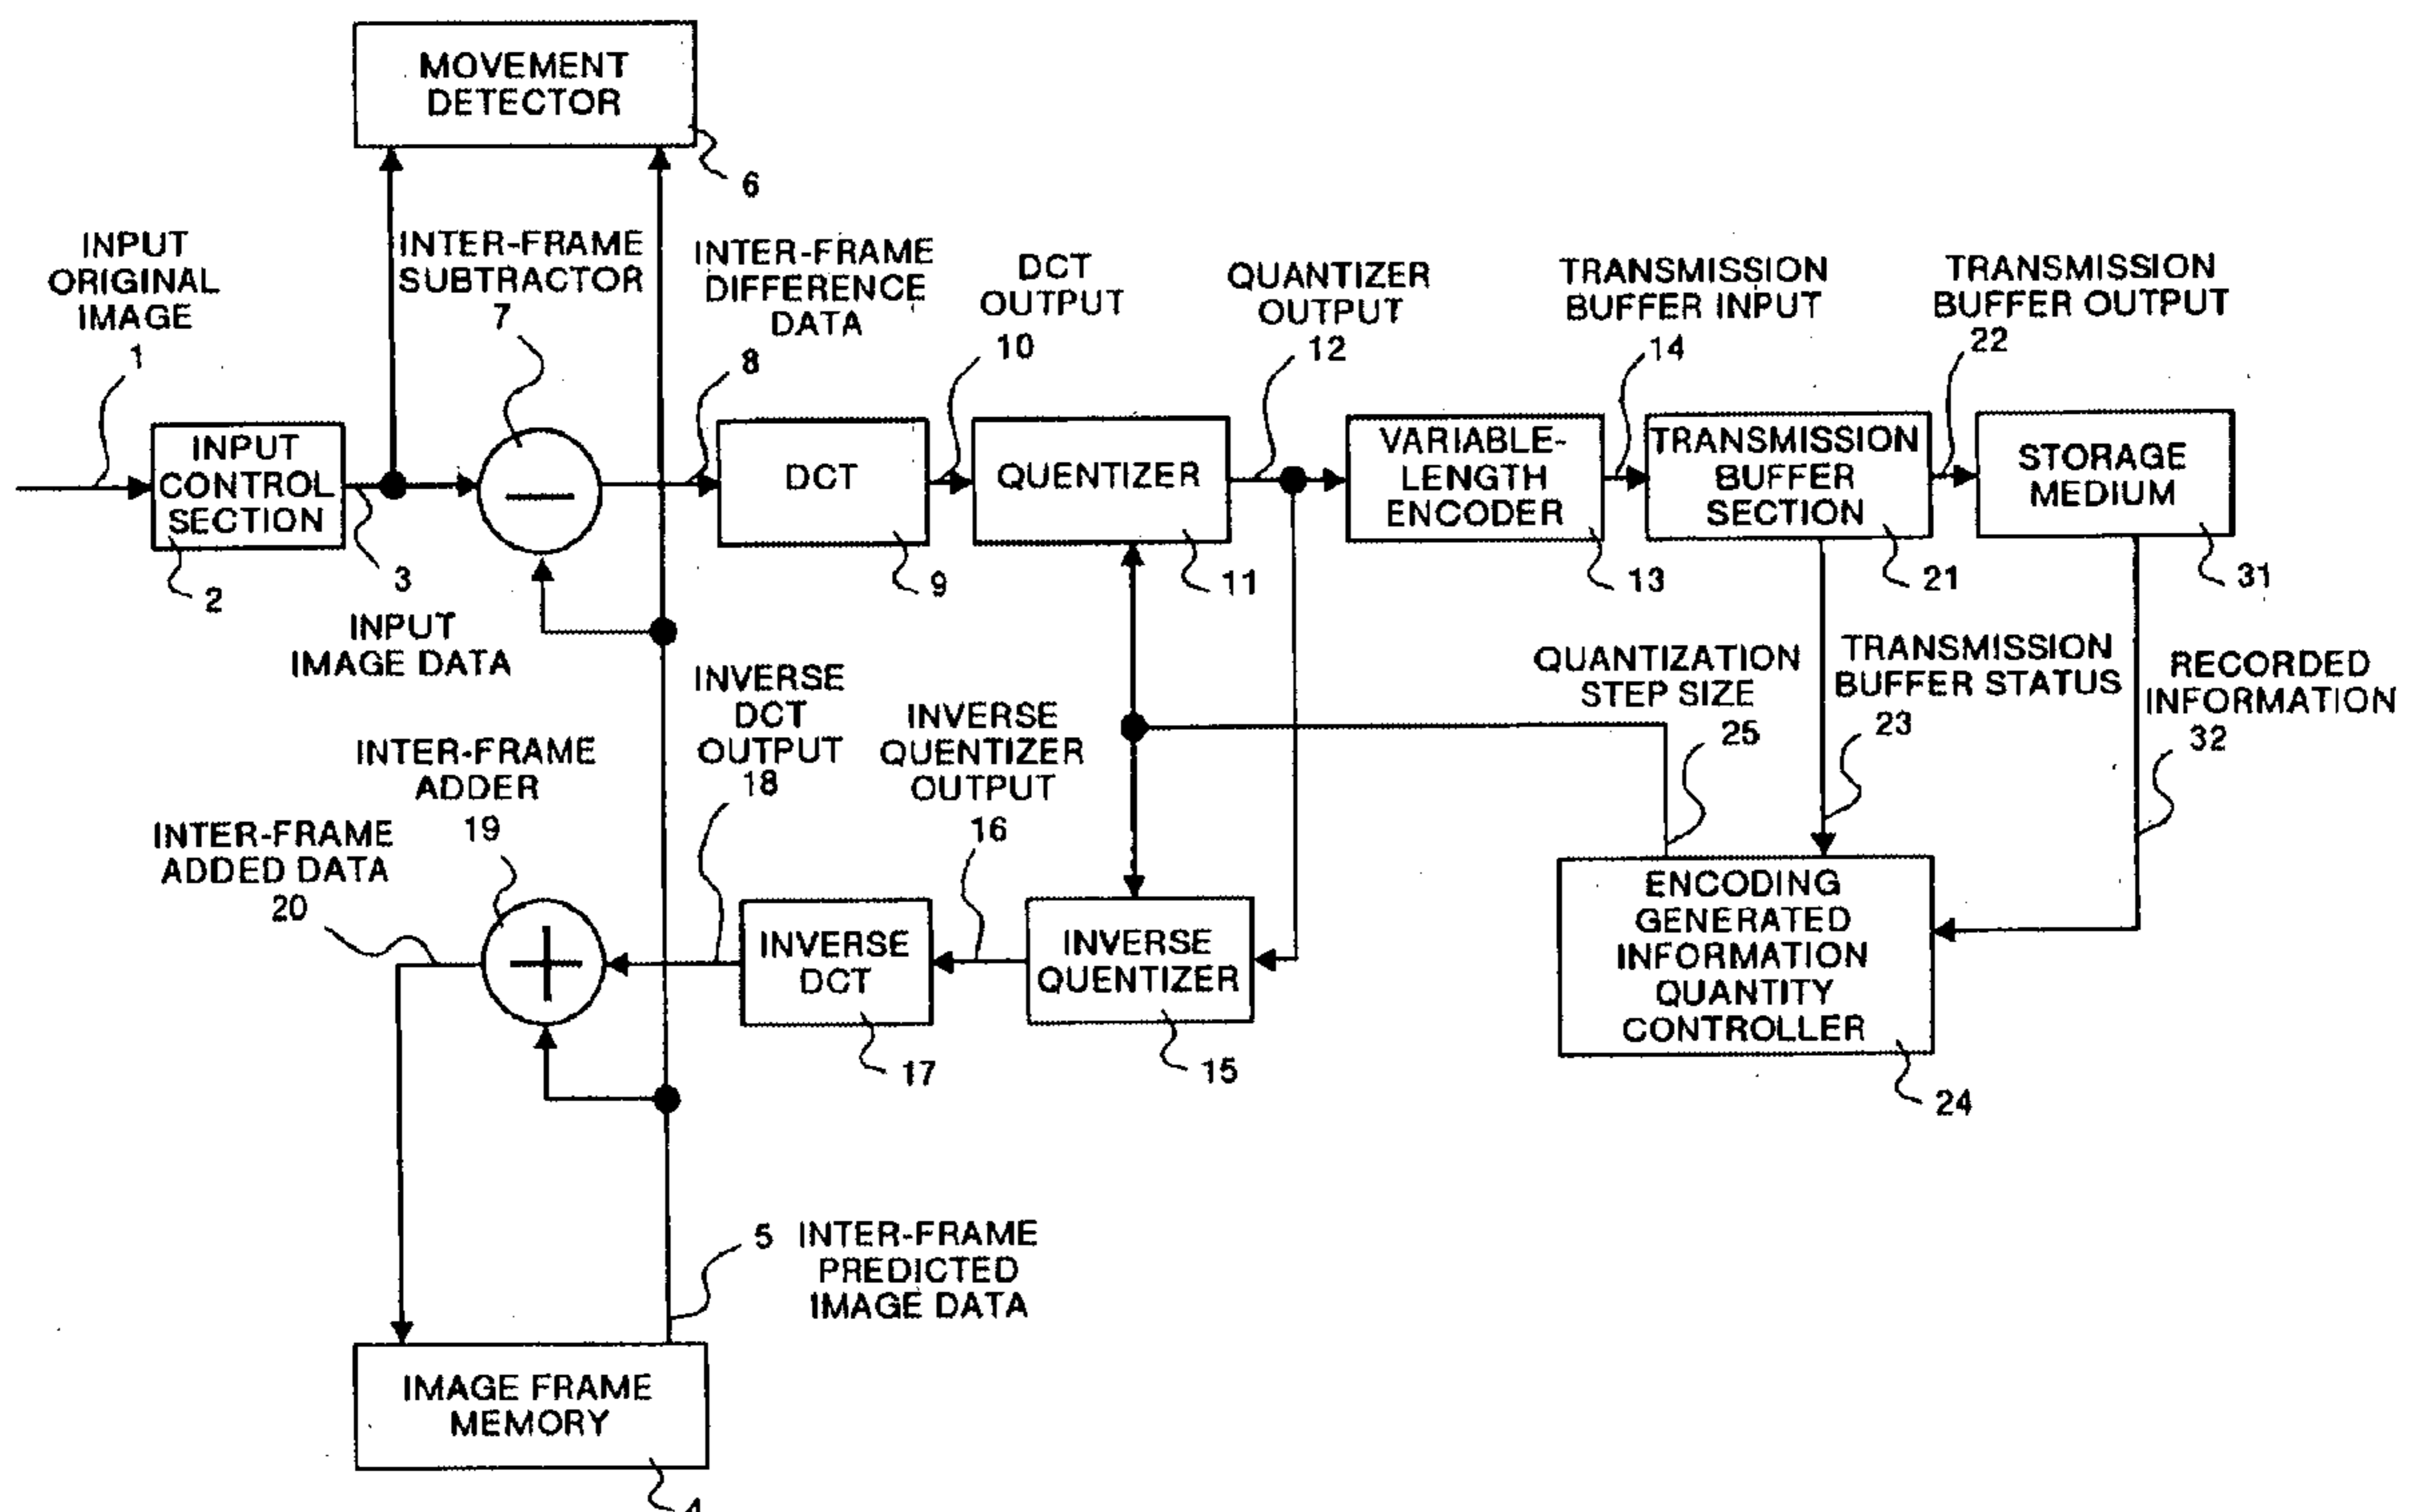 MOVEMENT
DETECTOR
6
INPUT
ORIGINAL
IMAGE
1
INTER-FRAME
SUBTRACTOR
7
INTER-FRAME
DIFFERENCE
DATA
8
DCT
OUTPUT
10
QUANTIZER
OUTPUT
12
TRANSMISSION
BUFFER INPUT
14
TRANSMISSION
BUFFER OUTPUT
22
INPUT
CONTROL
SECTION
2
3
INPUT
IMAGE DATA
DCT
9
QUENTIZER
11
VARIABLE-
LENGTH
ENCODER
13
TRANSMISSION
BUFFER
SECTION
21
STORAGE
MEDIUM
31
QUANTIZATION
STEP SIZE
25
TRANSMISSION
BUFFER STATUS
23
RECORDED
INFORMATION
32
INTER-FRAME
ADDED DATA
20
INTER-FRAME
ADDER
19
INVERSE
DCT
OUTPUT
18
INVERSE
QUENTIZER
OUTPUT
16
INVERSE
DCT
17
INVERSE
QUENTIZER
15
ENCODING
GENERATED
INFORMATION
QUANTITY
CONTROLLER
24
5
INTER-FRAME
PREDICTED
IMAGE DATA
IMAGE FRAME
MEMORY
4